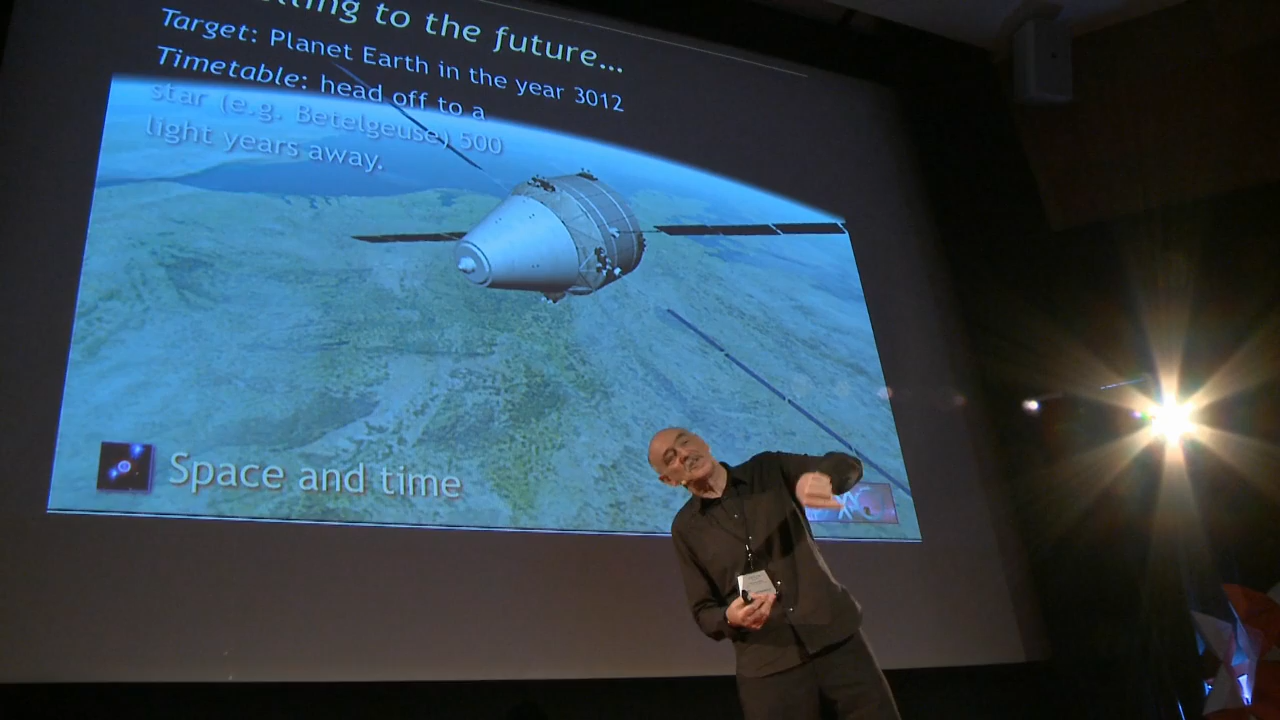 lling to the future...
Target: Planet Earth in the year 3012
Timetable: head off to a
star (e.g. Betelgeuse) 500
light years away.
Space and time